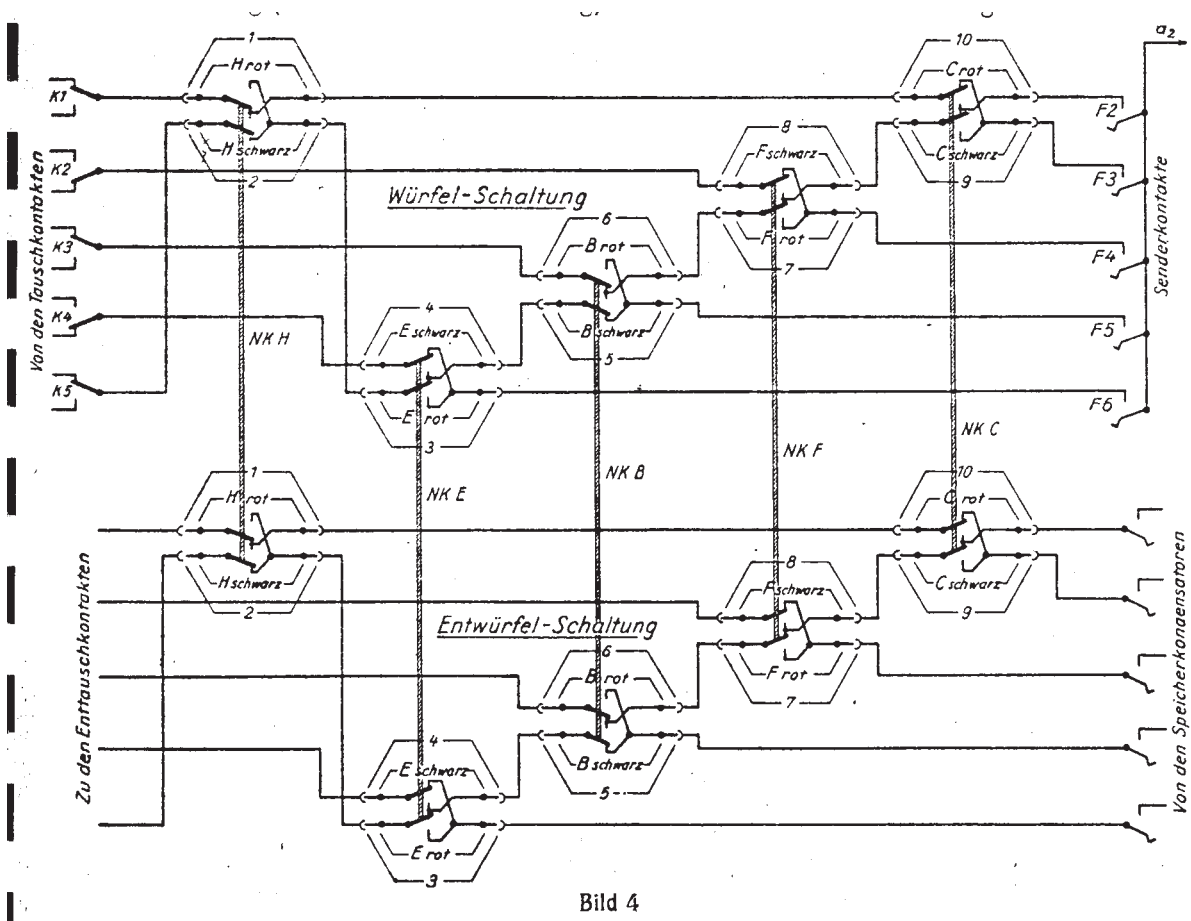 1
10
a2
H rot
C rot
K1
F2
8
H schwarz
F schwarz
C schwarz
K2
2
9
F3
Würfel-Schaltung
6
F rot
K3
B rot
7
F4
Von den Tauschkontakten
Senderkontakte
4
K4
E schwarz
B schwarz
F5
NK H
5
K5
E rot
F6
3
NK C
NK F
NK B
1
10
NK E
H rot
C rot
8
H schwarz
F schwarz
C schwarz
2
9
Entwürfel-Schaltung
6
F rot
B rot
7
Zu den Enttauschkontakten
Von den Speicherkondensatoren
4
E schwarz
B schwarz
5
E rot
3
Bild 4